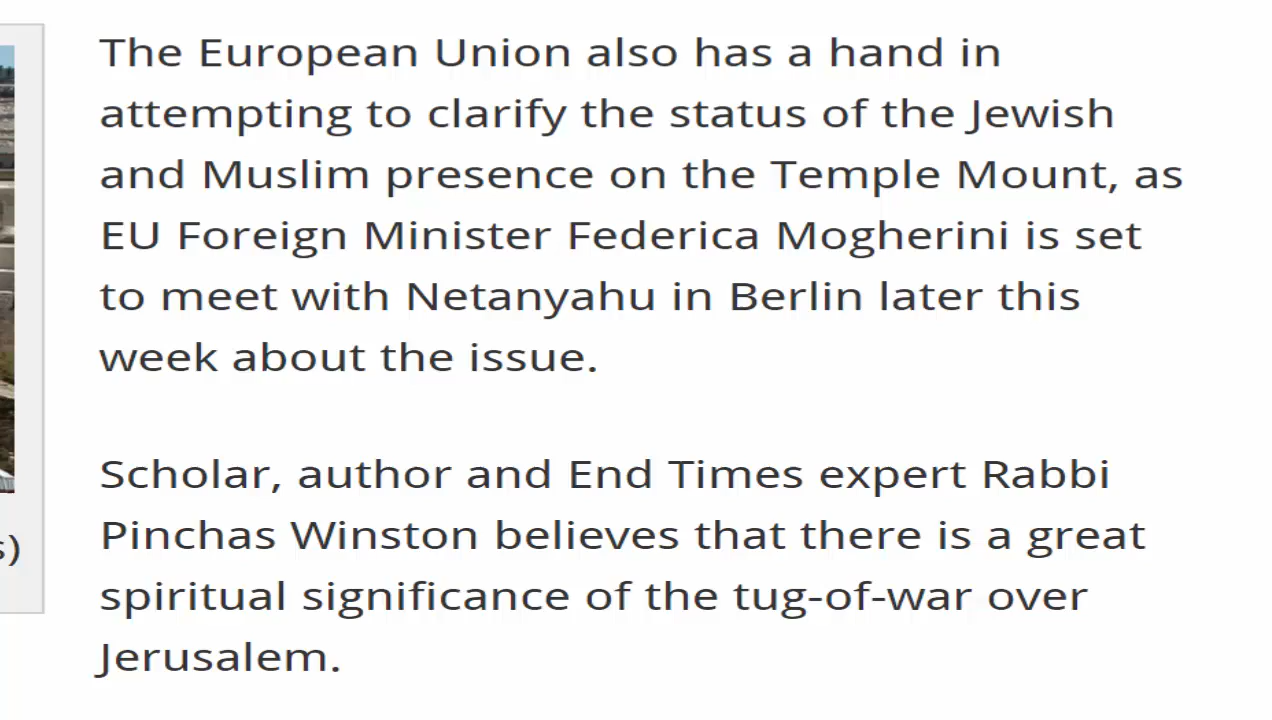 The European Union also has a hand in
attempting to clarify the status of the Jewish
and Muslim presence on the Temple Mount, as
EU Foreign Minister Federica Mogherini is set
to meet with Netanyahu in Berlin later this
week about the issue.
Scholar, author and End Times expert Rabbi
Pinchas Winston believes that there is a great
spiritual significance of the tug-of-war over
Jerusalem.